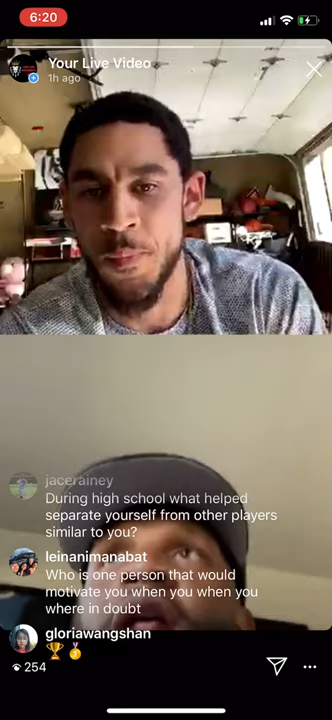 6:20
Your Live Video
1h ago
jacerainey
During high school what helped
separate yourself from other players
similar to you?
leinanimanabat
Who is one person that would
motivate you when you when you
where in doubt
gloriawangshan
🏆🥇
254